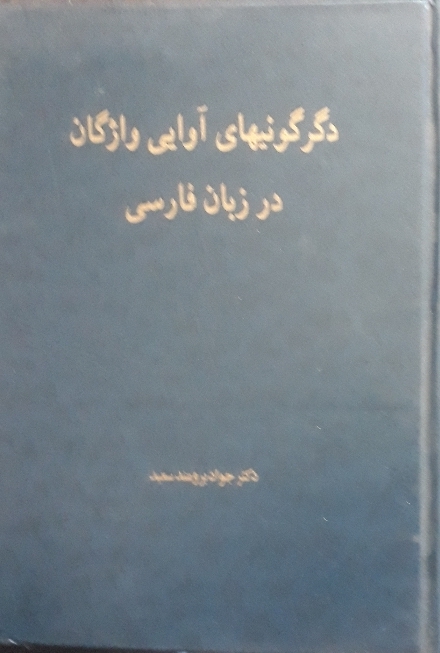 دگرگونیهای آوایی واژگان
در زبان فارسی
دکتر جواد برومند سعید